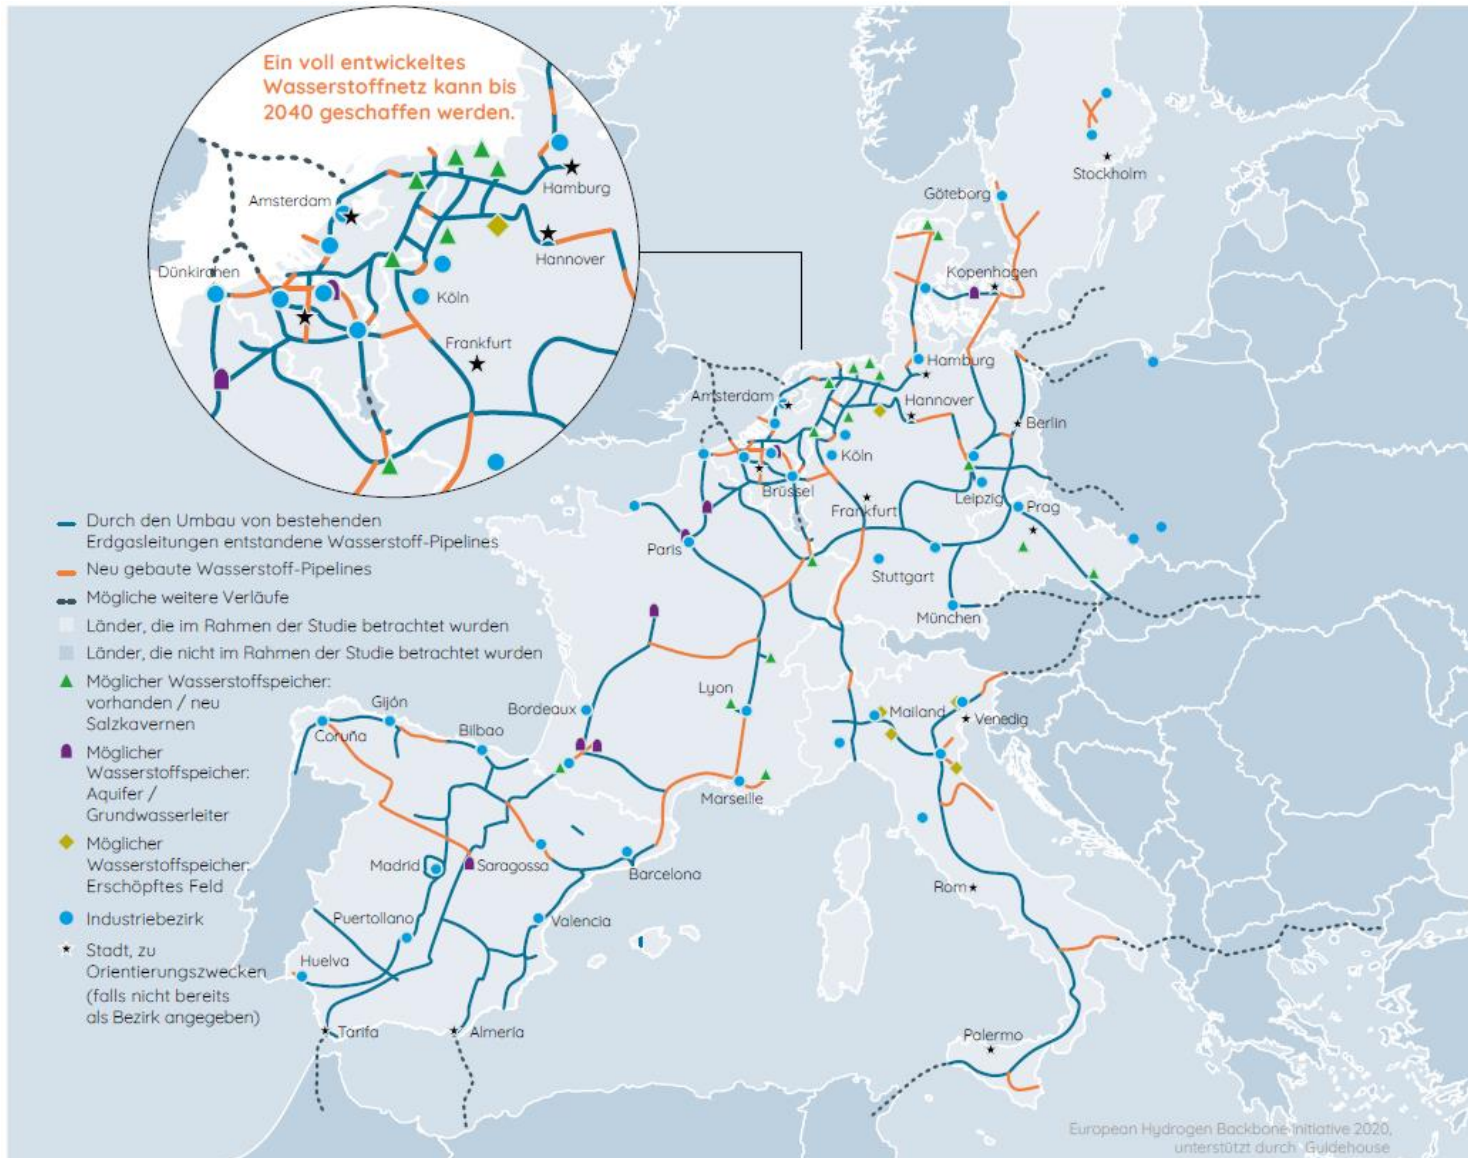 Ein voll entwickeltes
Wasserstoffnetz kann bis
2040 geschaffen werden.
Amsterdam
Hamburg
Dünkirchen
Hannover
Köln
Frankfurt
Stockholm
Göteborg
Kopenhagen
Hamburg
Amsterdam
Hannover
Berlin
Köln
Brüssel
Leipzig
Frankfurt
Prag
Paris
Stuttgart
München
Lyon
Bordeaux
Mailand
Venedig
Gijón
Coruña
Bilbao
Marseille
Madrid
Saragossa
Barcelona
Rom
Puertollano
Valencia
Huelva
Tarifa
Almeria
Palermo
Durch den Umbau von bestehenden
Erdgasleitungen entstandene Wasserstoff-Pipelines
Neu gebaute Wasserstoff-Pipelines
Mögliche weitere Verläufe
Länder, die im Rahmen der Studie betrachtet wurden
Länder, die nicht im Rahmen der Studie betrachtet wurden
Möglicher Wasserstoffspeicher:
vorhanden / neu
Salzkavernen
Möglicher
Wasserstoffspeicher:
Aquifer /
Grundwasserleiter
Möglicher
Wasserstoffspeicher:
Erschöpftes Feld
Industriebezirk
Stadt, zu
Orientierungszwecken
(falls nicht bereits
als Bezirk angegeben)
European Hydrogen Backbone Initiative 2020,
unterstützt durch Guidehouse